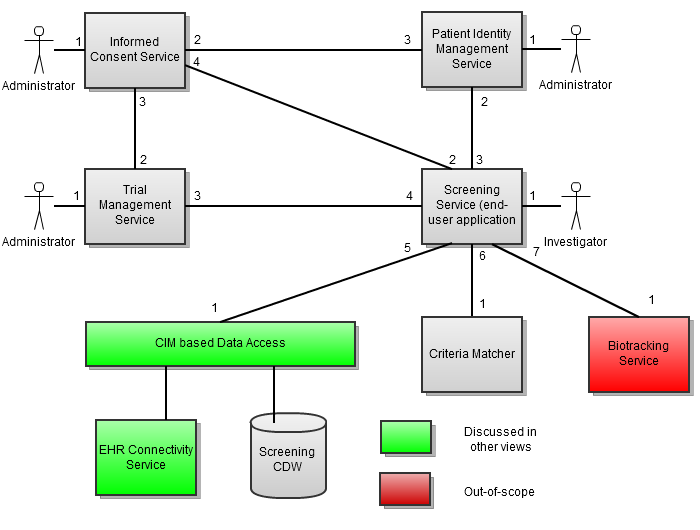 Informed
Consent Service
1
2
3
4
3
Administrator
Patient Identity
Management
Service
3
1
2
Administrator
2
Trial
Management
Service
1
3
Administrator
2
3
4
Screening
Service (end-
user application
1
5
6
7
Investigator
1
CIM based Data Access
1
Criteria Matcher
1
Biotracking
Service
EHR Connectivity
Service
Screening
CDW
Discussed in
other views
Out-of-scope